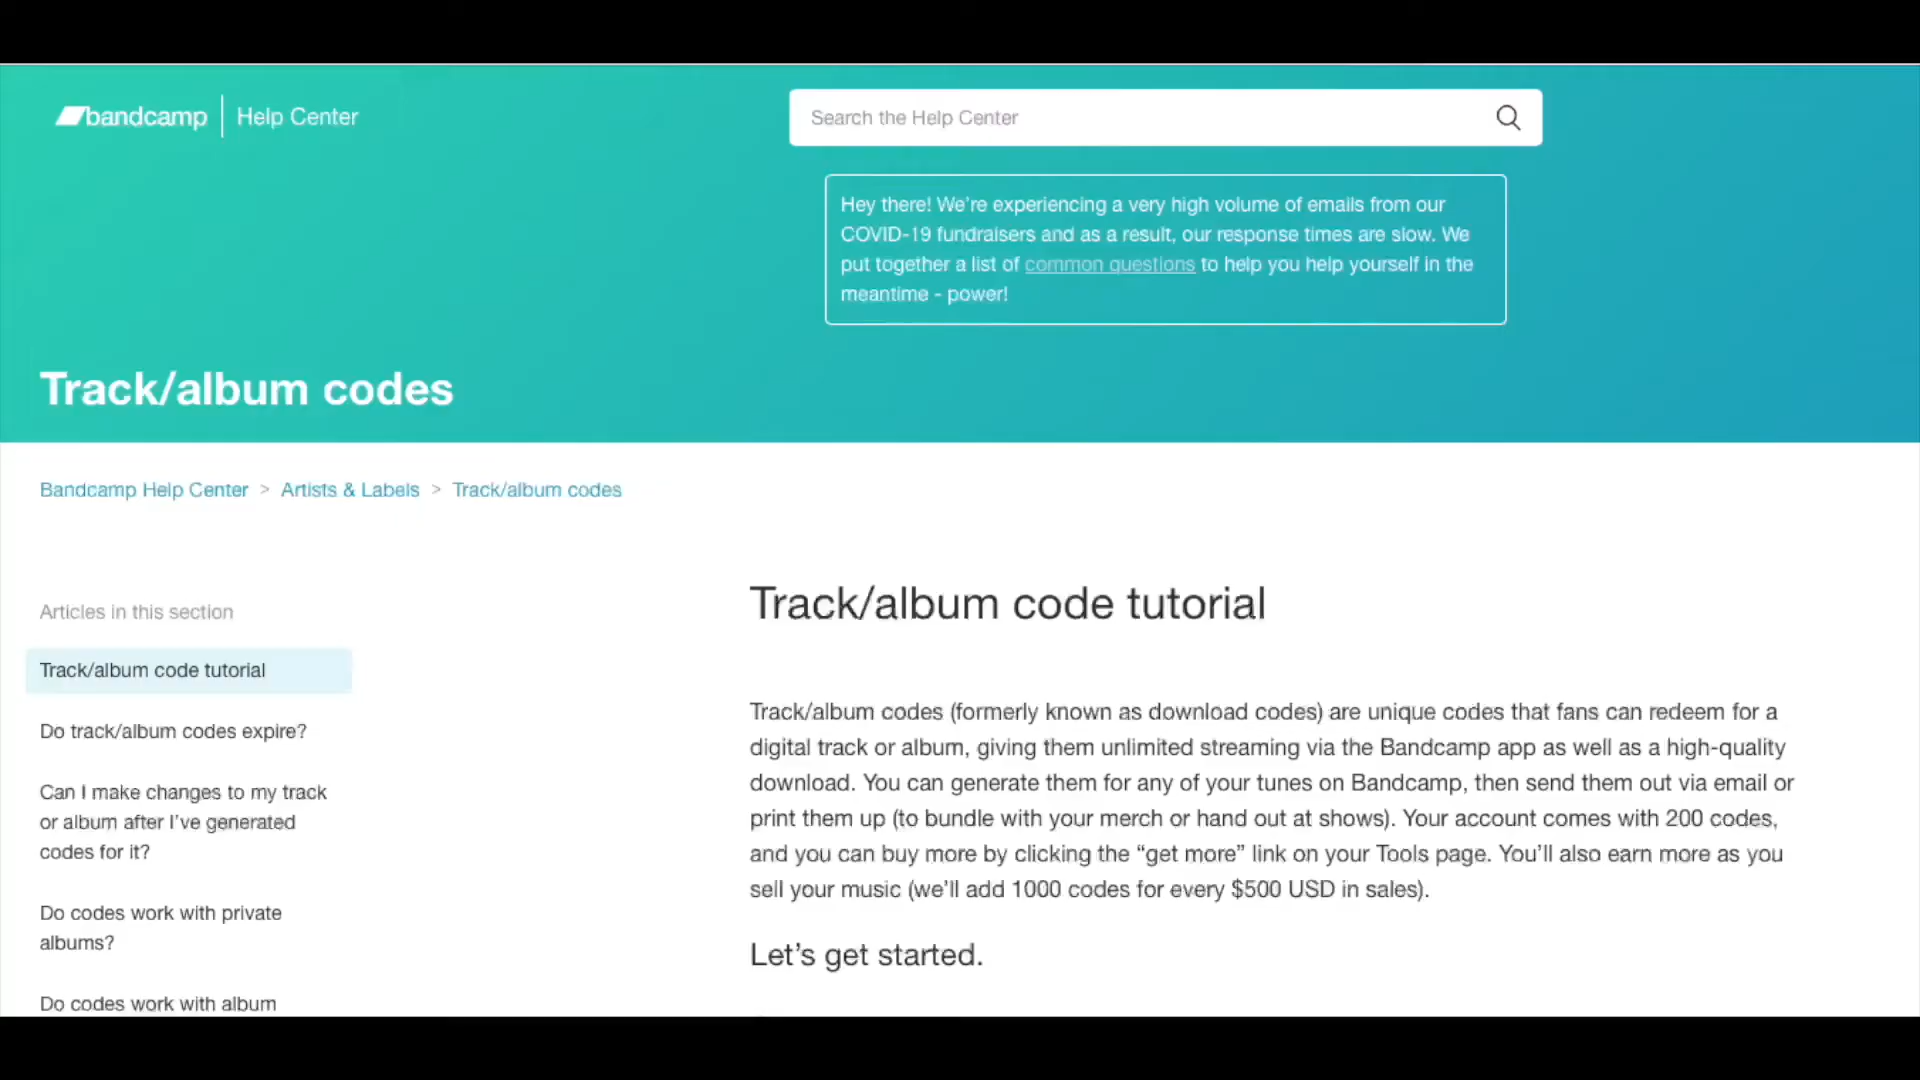 bandcamp | Help Center
Search the Help Center
Hey there! We're experiencing a very high volume of emails from our
COVID-19 fundraisers and as a result, our response times are slow. We
put together a list of common questions to help you help yourself in the
meantime - power!
Track/album codes
Bandcamp Help Center > Artists & Labels > Track/album codes
Articles in this section
Track/album code tutorial
Do track/album codes expire?
Can I make changes to my track
or album after I've generated
codes for it?
Do codes work with private
albums?
Do codes work with album
Track/album code tutorial
Track/album codes (formerly known as download codes) are unique codes that fans can redeem for a
digital track or album, giving them unlimited streaming via the Bandcamp app as well as a high-quality
download. You can generate them for any of your tunes on Bandcamp, then send them out via email or
print them up (to bundle with your merch or hand out at shows). Your account comes with 200 codes,
and you can buy more by clicking the “get more” link on your Tools page. You’ll also earn more as you
sell your music (we’ll add 1000 codes for every $500 USD in sales).
Let’s get started.